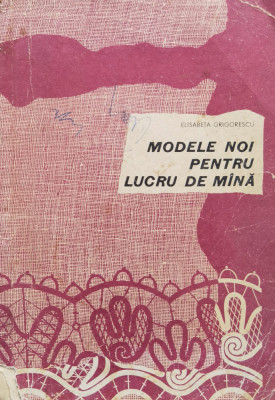 ELISABETA GRIGORESCU
MODELE NOI
PENTRU
LUCRU DE MÎNĂ